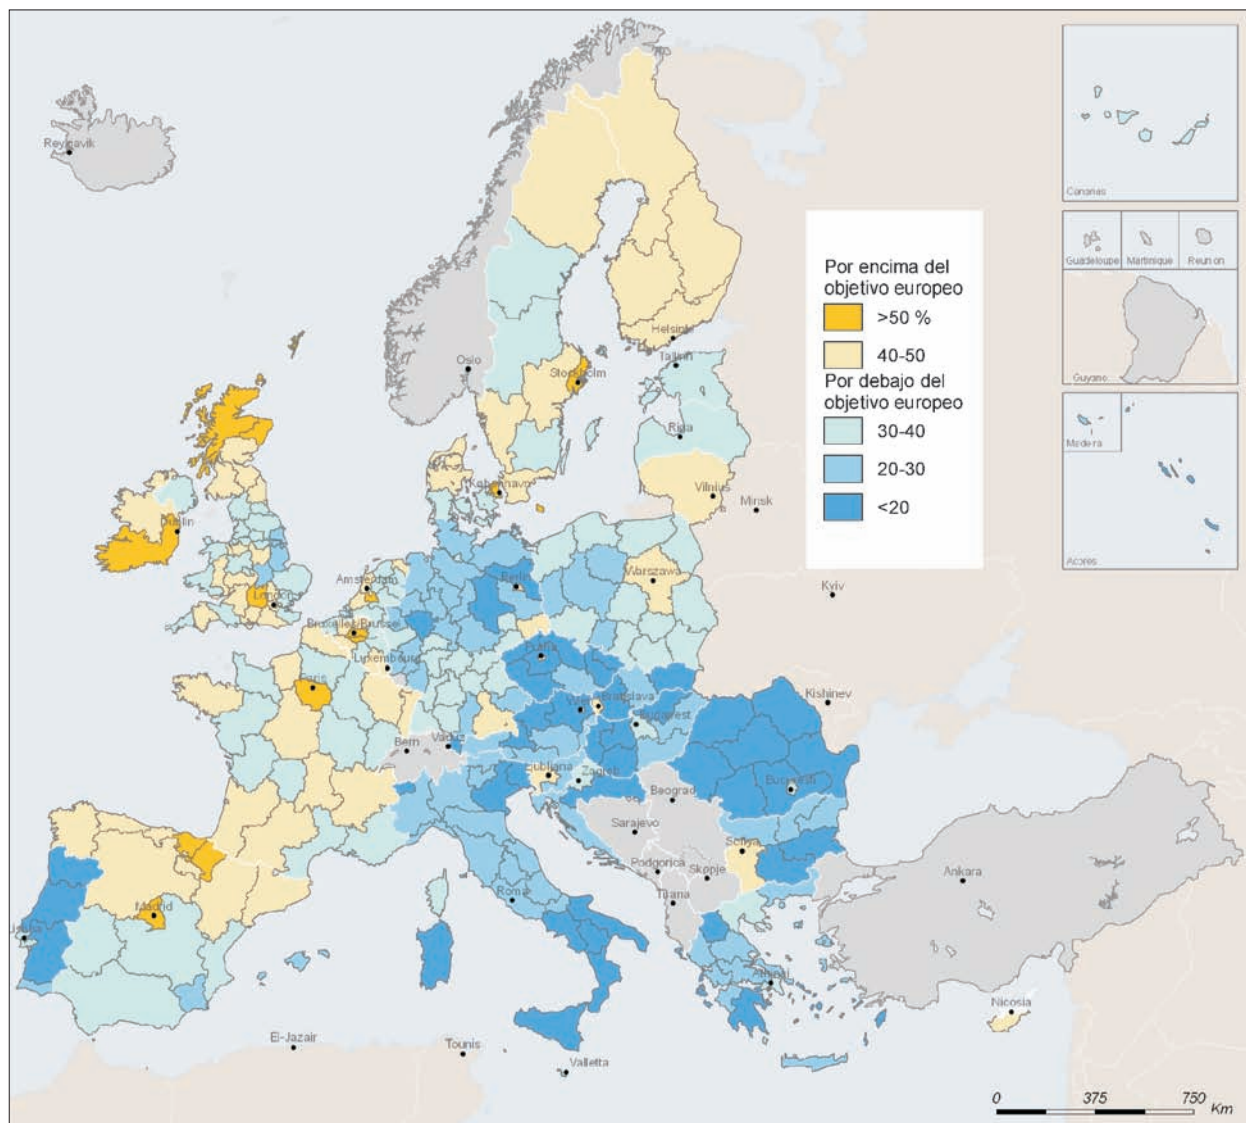 Reykjavik
Canarias
Guadeloupe
Martinique
Reunion
Guyane
Madeira
Acores
Por encima del
objetivo europeo
>50 %
40-50
Por debajo del
objetivo europeo
30-40
20-30
<20
Helsinki
Oslo
Stockholm
Tallinn
Riga
København
Vilnius
Minsk
Dublin
Amsterdam
Berlin
Warszawa
London
Kyiv
Bruxelles/Brussel
Luxembourg
Praha
Paris
Bratislava
Kishinev
Budapest
Bern
Vaduz
Ljubljana
Zagreb
Bucuresti
Beograd
Sarajevo
Sofiya
Podgorica
Skopje
Ankara
Roma
Tirana
Madrid
Lisboa
Athinai
Nicosia
El-Jazair
Tounis
Valletta
0 375 750
Km